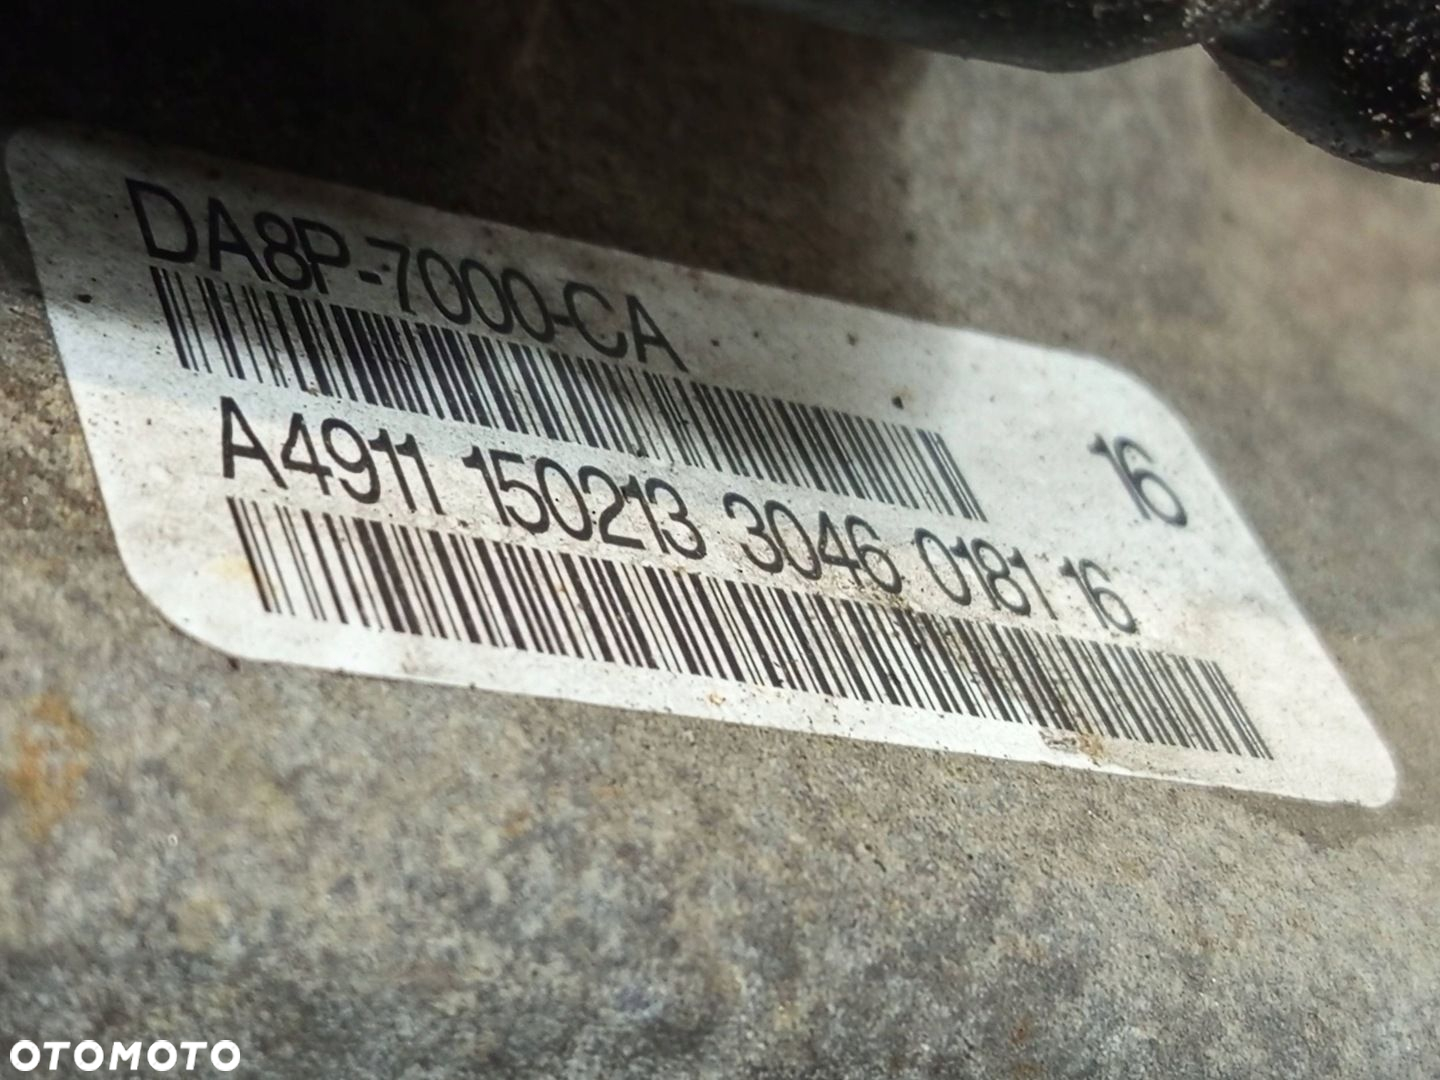 DA8P-7000-CA
16
A4911 150213 3046 0181 16
OTOMOTO